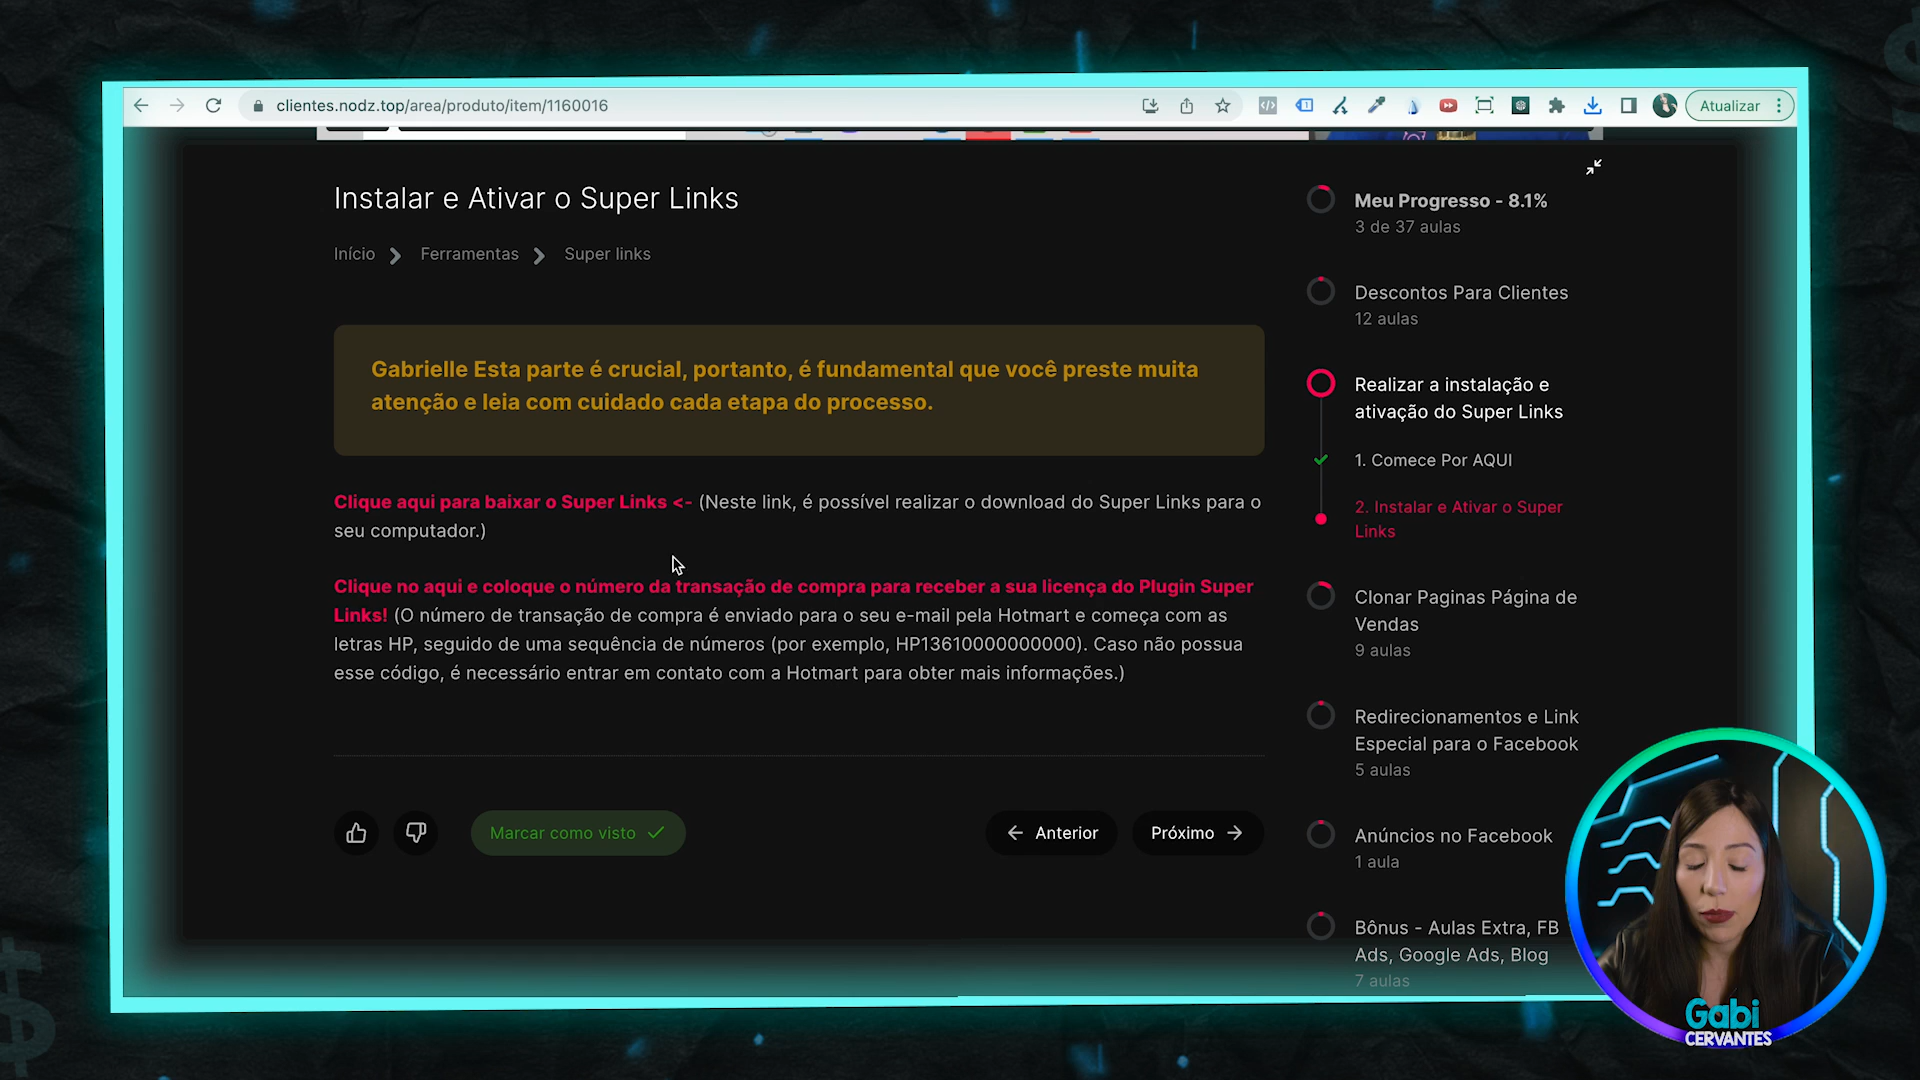 clientes.nodz.top/area/produto/item/1160016
Atualizar
Instalar e Ativar o Super Links
Início
Ferramentas
Super links
Gabrielle Esta parte é crucial, portanto, é fundamental que você preste muita
atenção e leia com cuidado cada etapa do processo.
Clique aqui para baixar o Super Links <- (Neste link, é possível realizar o download do Super Links para o
seu computador.)
Clique no aqui e coloque o número da transação de compra para receber a sua licença do Plugin Super
Links! (O número de transação de compra é enviado para o seu e-mail pela Hotmart e começa com as
letras HP, seguido de uma sequência de números (por exemplo, HP13610000000000). Caso não possua
esse código, é necessário entrar em contato com a Hotmart para obter mais informações.)
Marcar como visto
Anterior
Próximo
Meu Progresso - 8.1%
3 de 37 aulas
Descontos Para Clientes
12 aulas
Realizar a instalação e
ativação do Super Links
1. Comece Por AQUI
2. Instalar e Ativar o Super
Links
Clonar Paginas Página de
Vendas
9 aulas
Redirecionamentos e Link
Especial para o Facebook
5 aulas
Anúncios no Facebook
1 aula
Bônus - Aulas Extra, FB
Ads, Google Ads, Blog
7 aulas
Gabi
CERVANTES